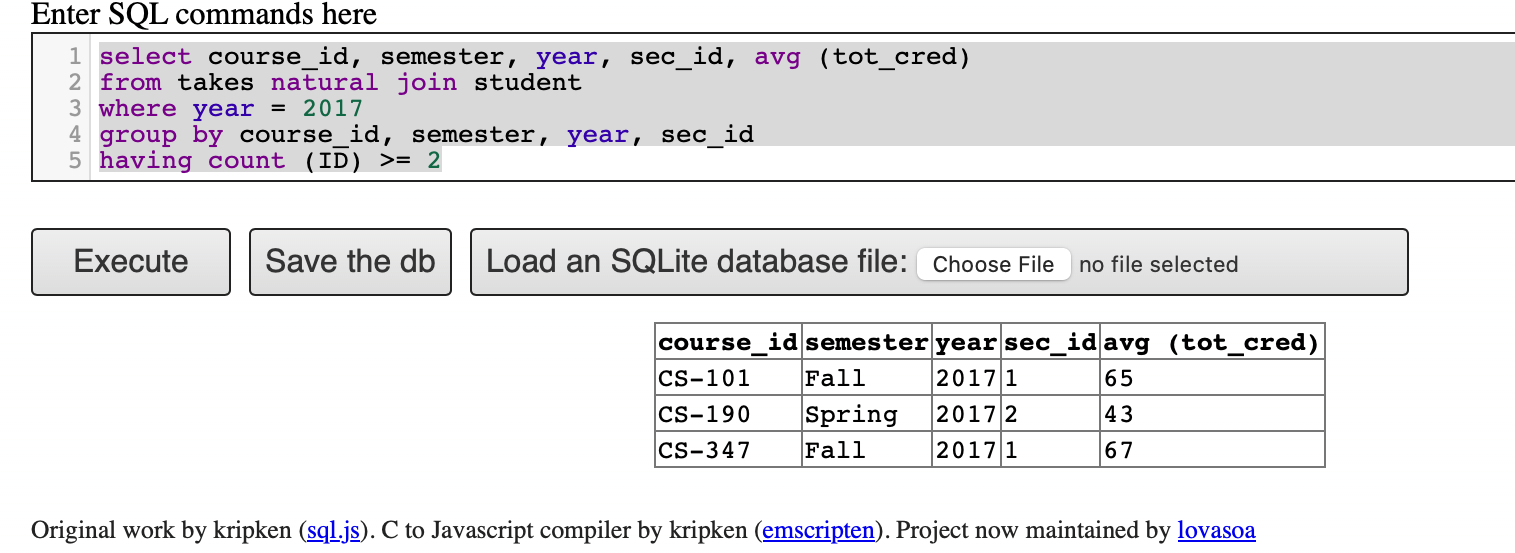 Enter SQL commands here
1 select course_id, semester, year, sec_id, avg (tot_cred)
2 from takes natural join student
3 where year = 2017
4 group by course_id, semester, year, sec_id
5 having count (ID) >= 2
Execute Save the db Load an SQLite database file: Choose File no file selected
course_id semester year sec_id avg (tot_cred)
CS-101 Fall 2017 1 65
CS-190 Spring 2017 2 43
CS-347 Fall 2017 1 67
Original work by kripken (sql.js). C to Javascript compiler by kripken (emscripten). Project now maintained by lovasoa